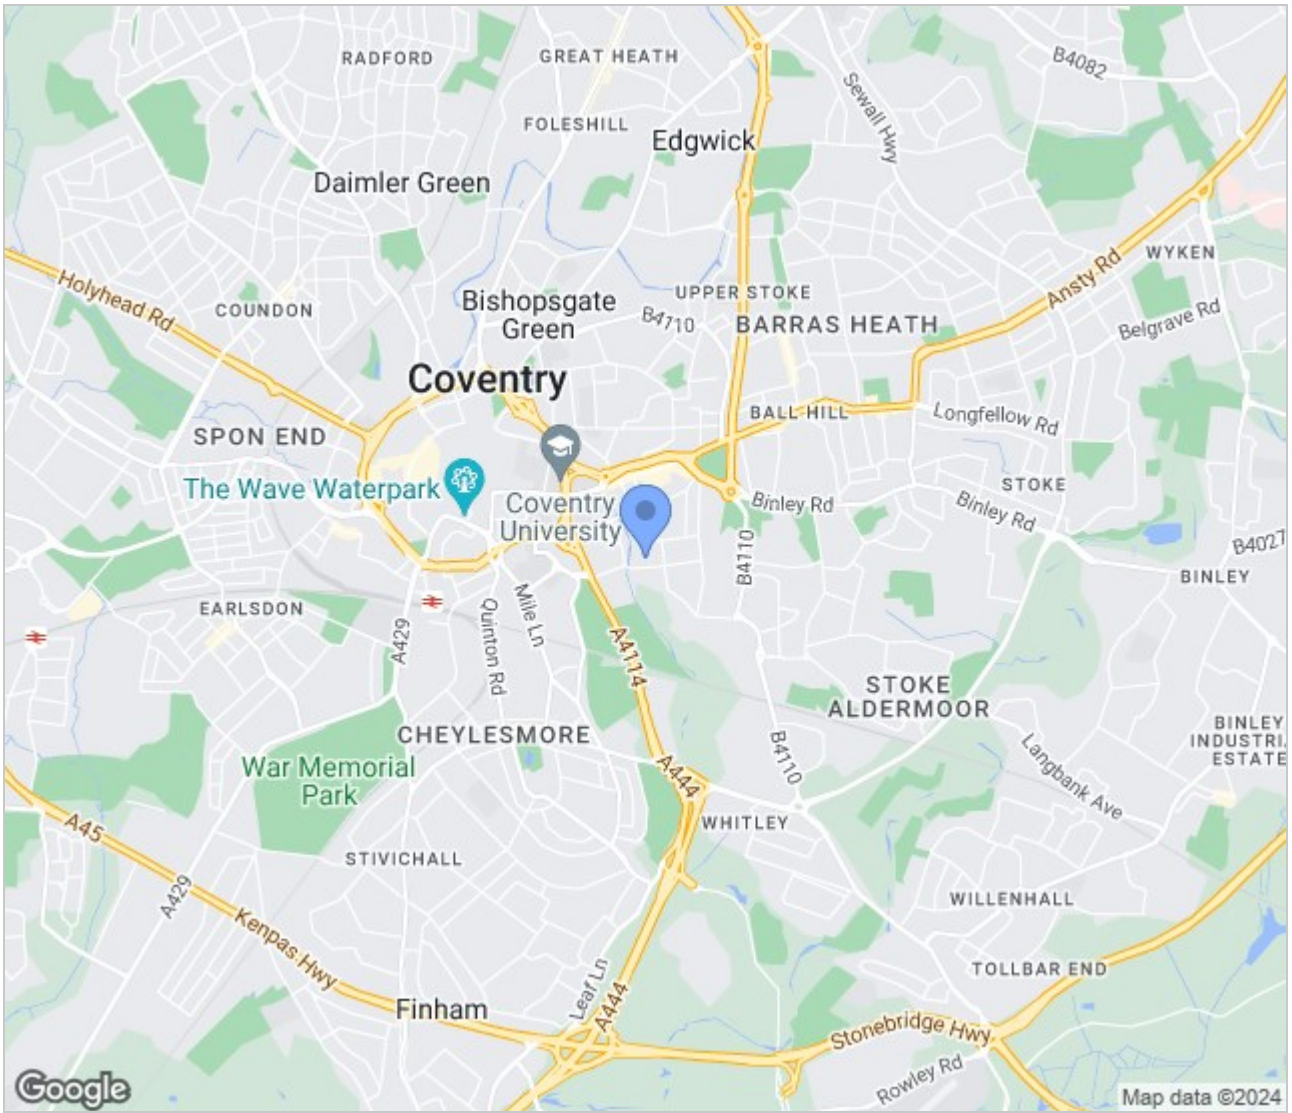 RADFORD
GREAT HEATH
B4082
Sewall Hwy
FOLESHILL
Edgwick
Daimler Green
WYKEN
Ansty Rd
Holyhead Rd
COUNDON
Bishopsgate
Green
UPPER STOKE
B4110
BARRAS HEATH
Belgrave Rd
Coventry
BALL HILL
Longfellow Rd
SPON END
The Wave Waterpark
Coventry
University
STOKE
Binley Rd
Binley Rd
B4027
B4110
BINLEY
EARLSDON
A429
Quinton Rd
Mile Ln
A4114
STOKE
ALDERMOOR
CHEYLESMORE
BINLEY
INDUSTRI
ESTATE
War Memorial
Park
A444
B4110
Langbank Ave
A45
WHITLEY
STIVICHALL
A429
WILLENHALL
Kenpas Hwy
TOLLBAR END
Leaf Ln
Finham
A444
Stonebridge Hwy
Rowley Rd
Google
Map data ©2024